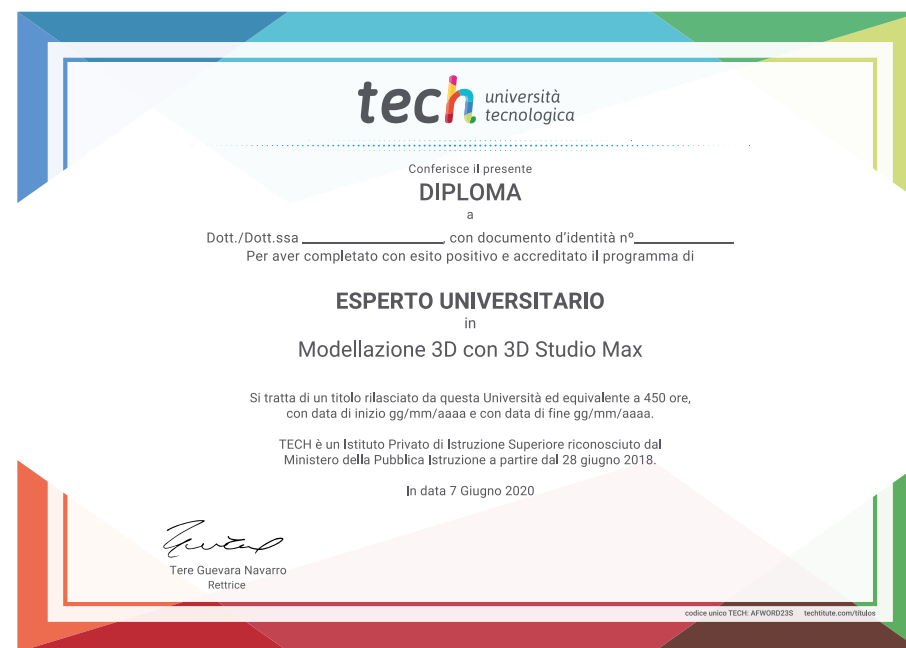 tech università
tecnologica
Conferisce il presente
DIPLOMA
a
Dott./Dott.ssa ____________________, con documento d'identità nº______________
Per aver completato con esito positivo e accreditato il programma di
ESPERTO UNIVERSITARIO
in
Modellazione 3D con 3D Studio Max
Si tratta di un titolo rilasciato da questa Università ed equivalente a 450 ore,
con data di inizio gg/mm/aaaa e con data di fine gg/mm/aaaa.
TECH è un Istituto Privato di Istruzione Superiore riconosciuto dal
Ministero della Pubblica Istruzione a partire dal 28 giugno 2018.
In data 7 Giugno 2020
Tere Guevara Navarro
Rettrice
codice unico TECH: AFWORD23S techtitute.com/titulos